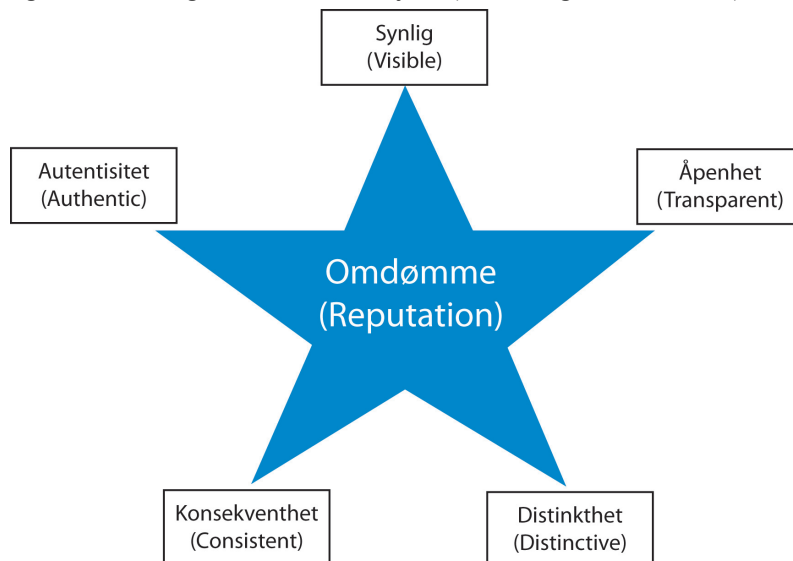 Synlig
(Visible)
Autentisitet
(Authentic)
Åpenhet
(Transparent)
Omdømme
(Reputation)
Konsekventhet
(Consistent)
Distinkthet
(Distinctive)